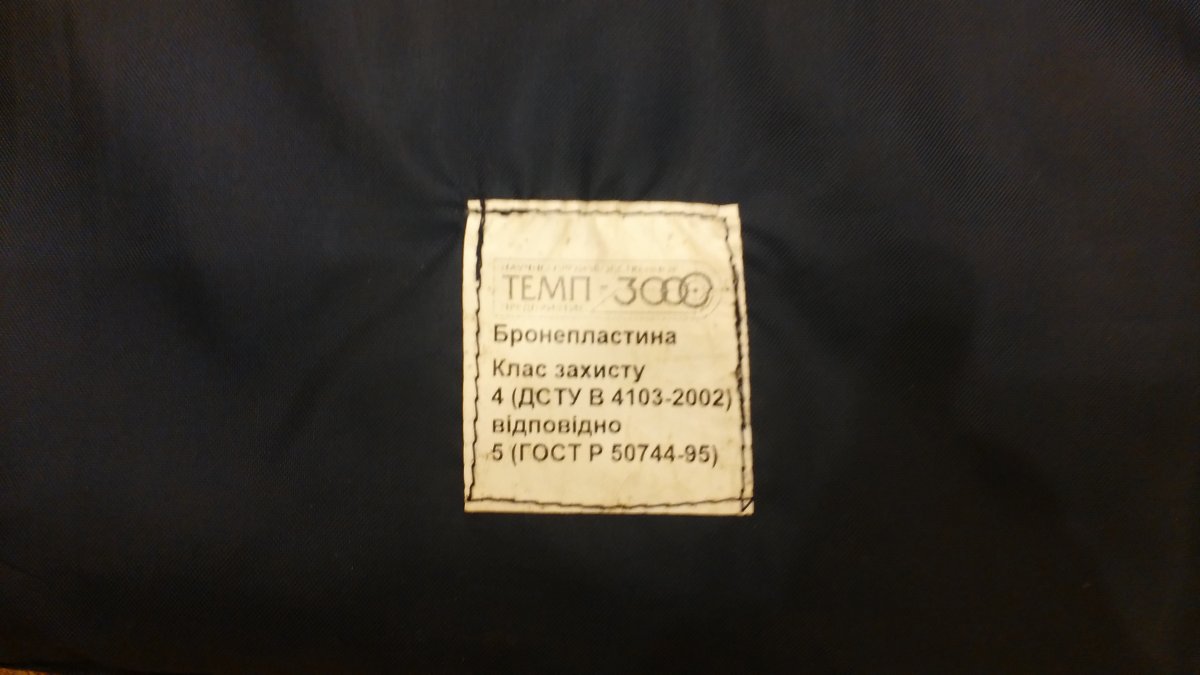 ТЕМП-3000
Бронепластина
Клас захисту
4 (ДСТУ В 4103-2002)
відповідно
5 (ГОСТ Р 50744-95)